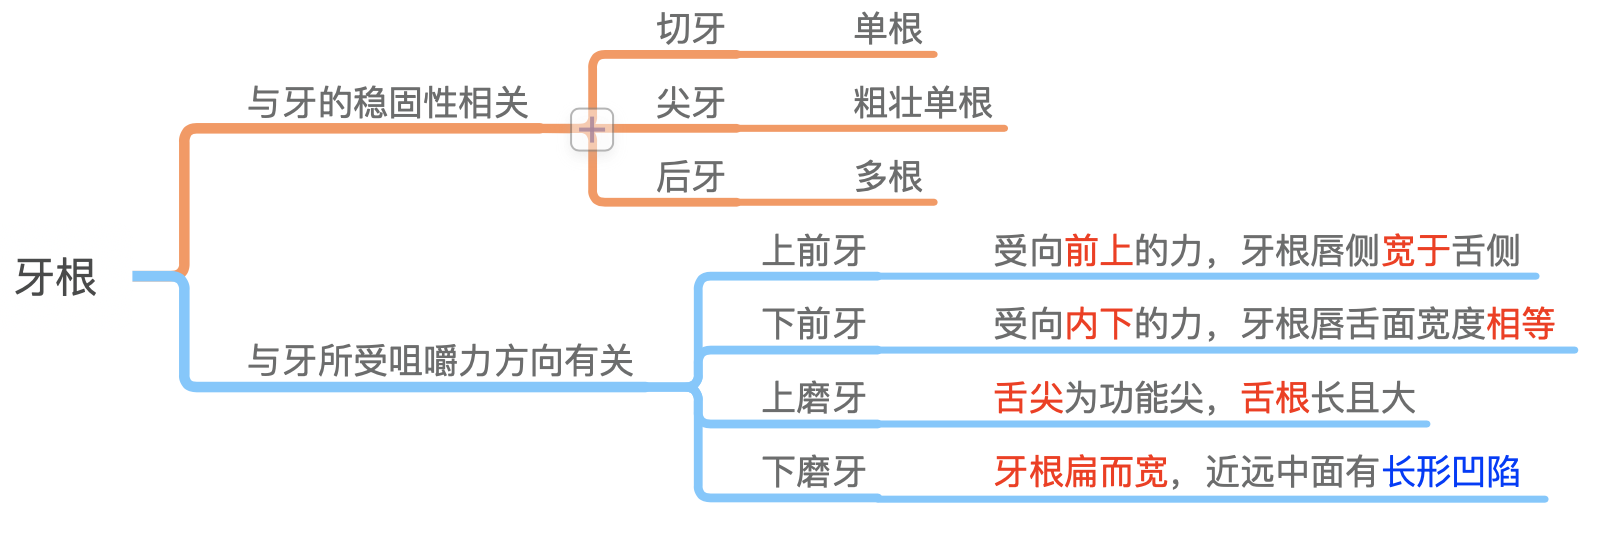 牙根
与牙的稳固性相关
切牙 单根
尖牙 粗壮单根
后牙 多根
与牙所受咀嚼力方向有关
上前牙 受向前上的力，牙根唇侧宽于舌侧
下前牙 受向内下的力，牙根唇舌面宽度相等
上磨牙 舌尖为功能尖，舌根长且大
下磨牙 牙根扁而宽，近远中面有长形凹陷